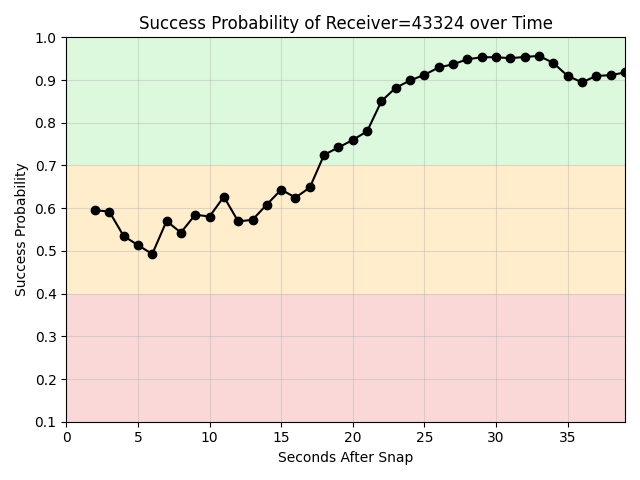 Success Probability of Receiver=43324 over Time
1.0
0.9
0.8
0.7
0.6
0.5
0.4
0.3
0.2
0.1
Success Probability
0 5 10 15 20 25 30 35
Seconds After Snap